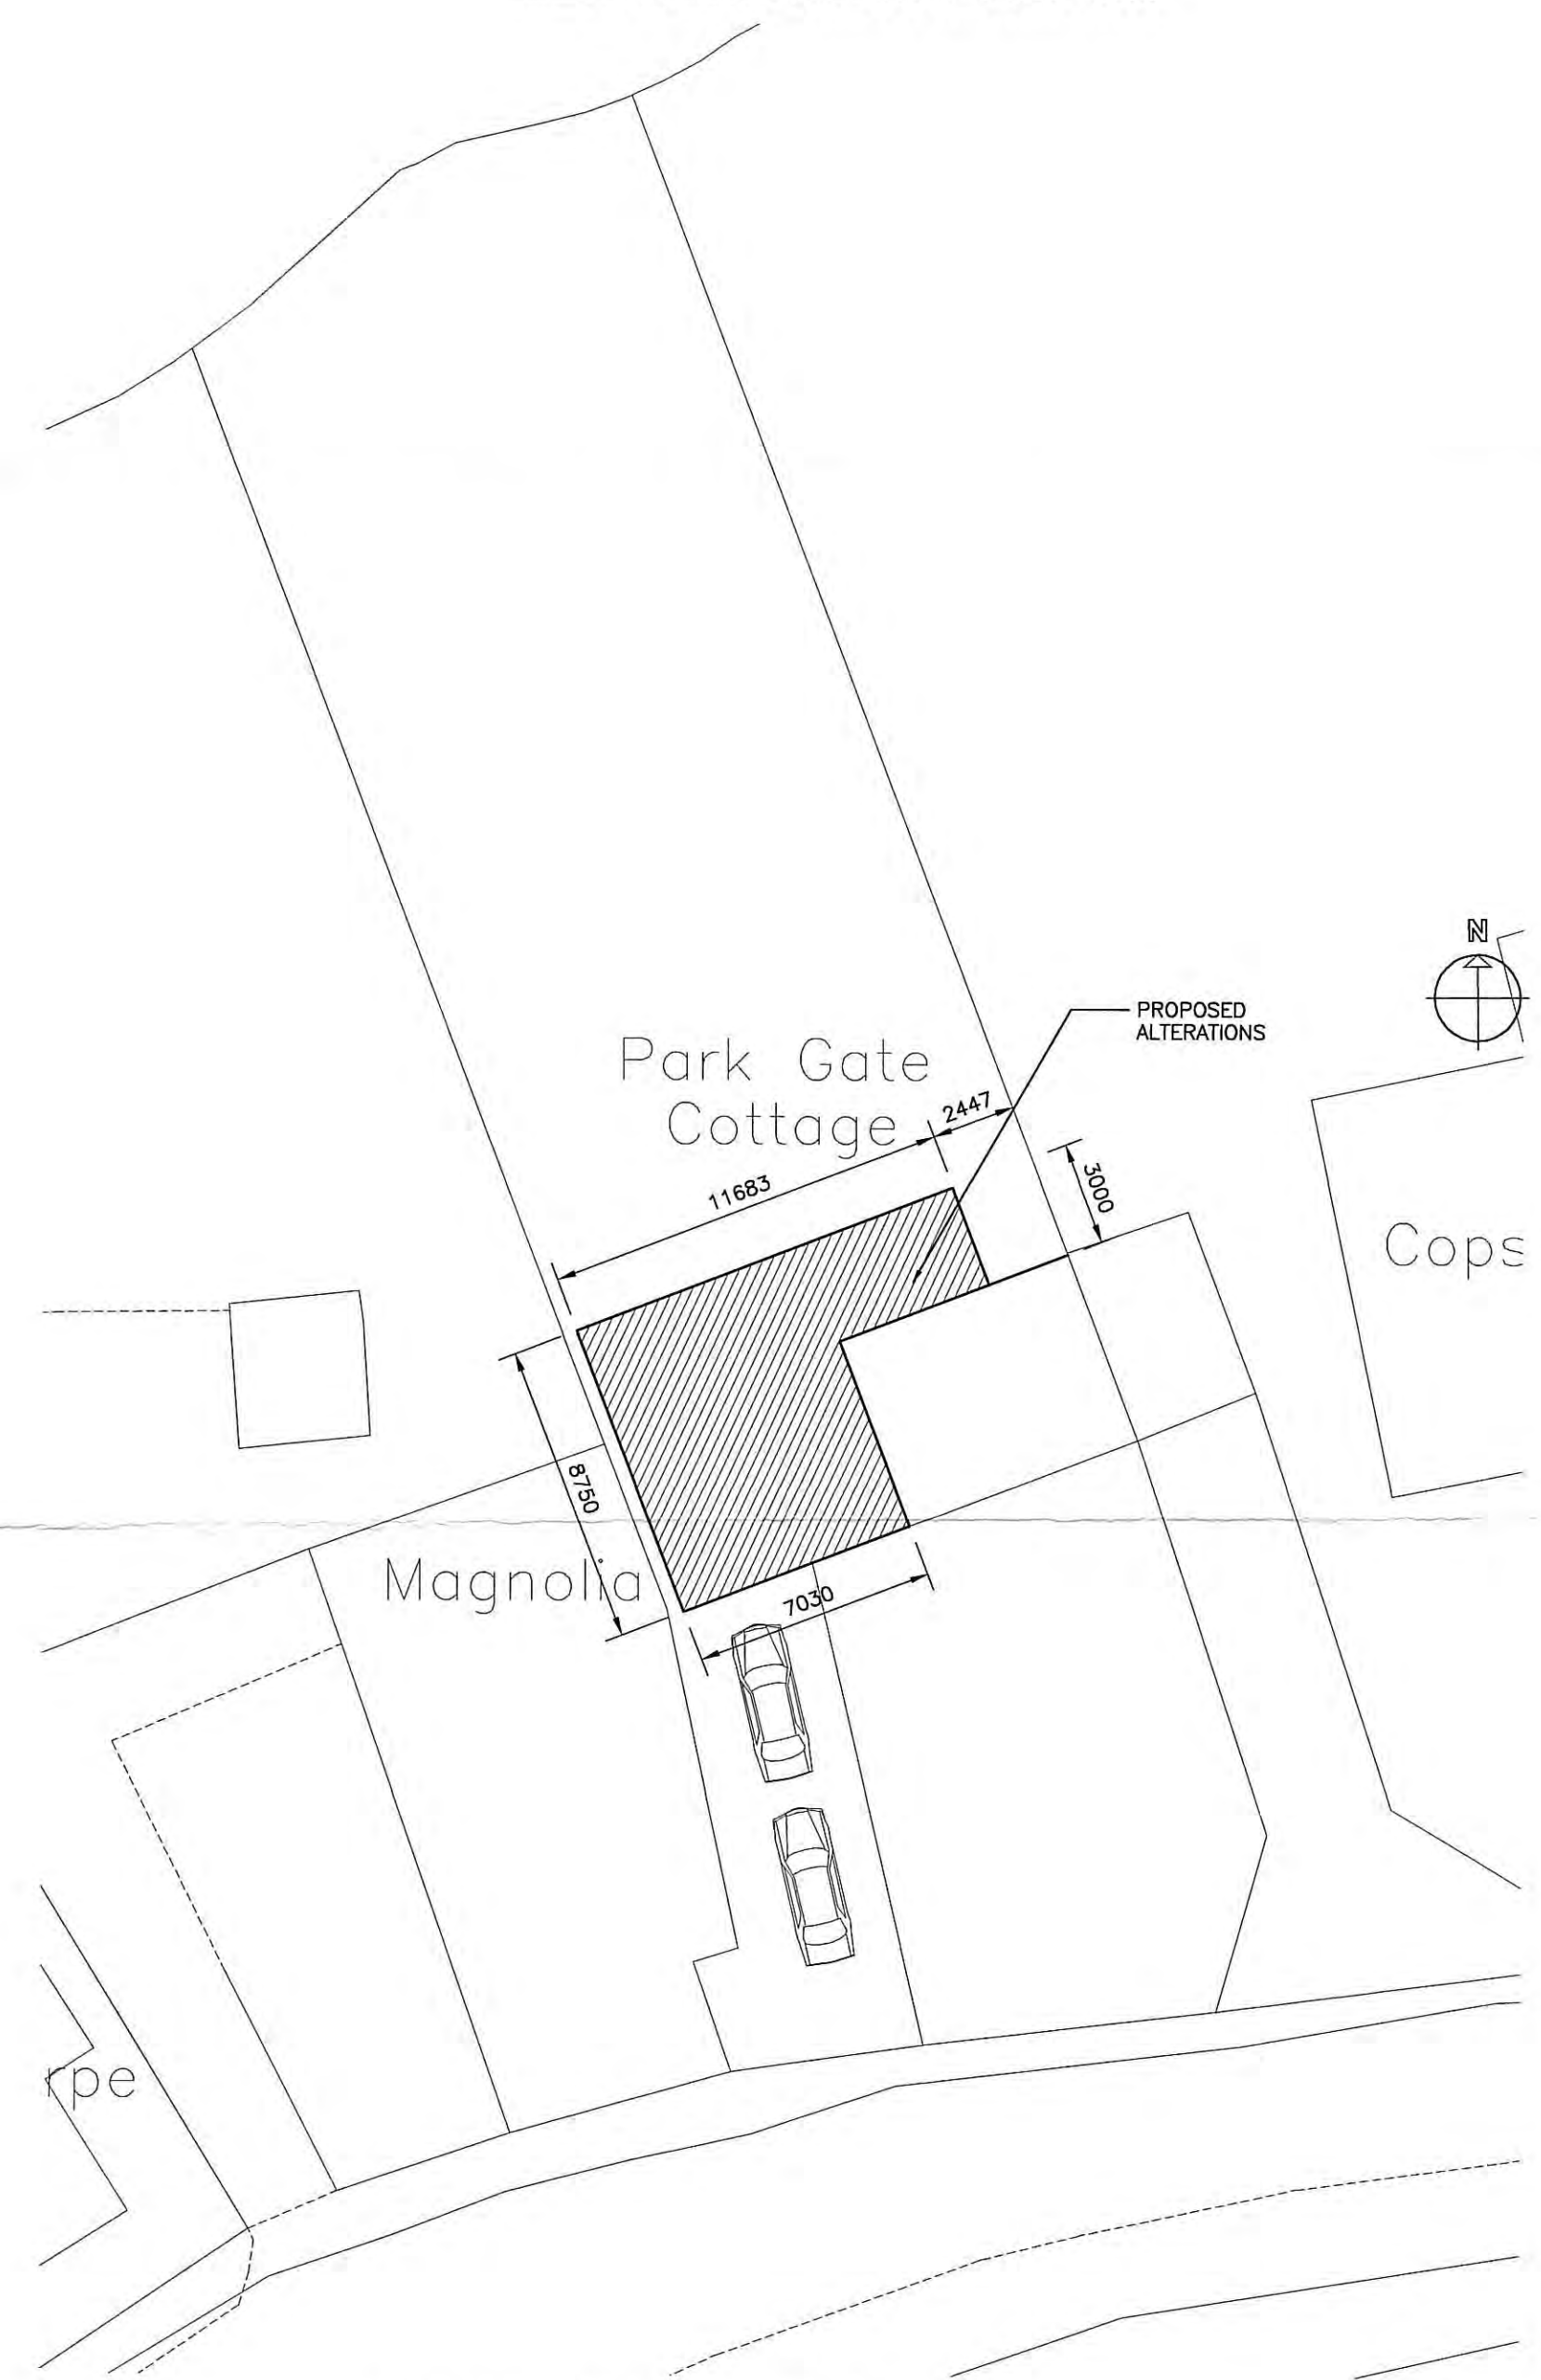 N
PROPOSED
ALTERATIONS
Park Gate
Cottage
2447
11683
3000
Cops
8750
Magnolia
7030
rpe